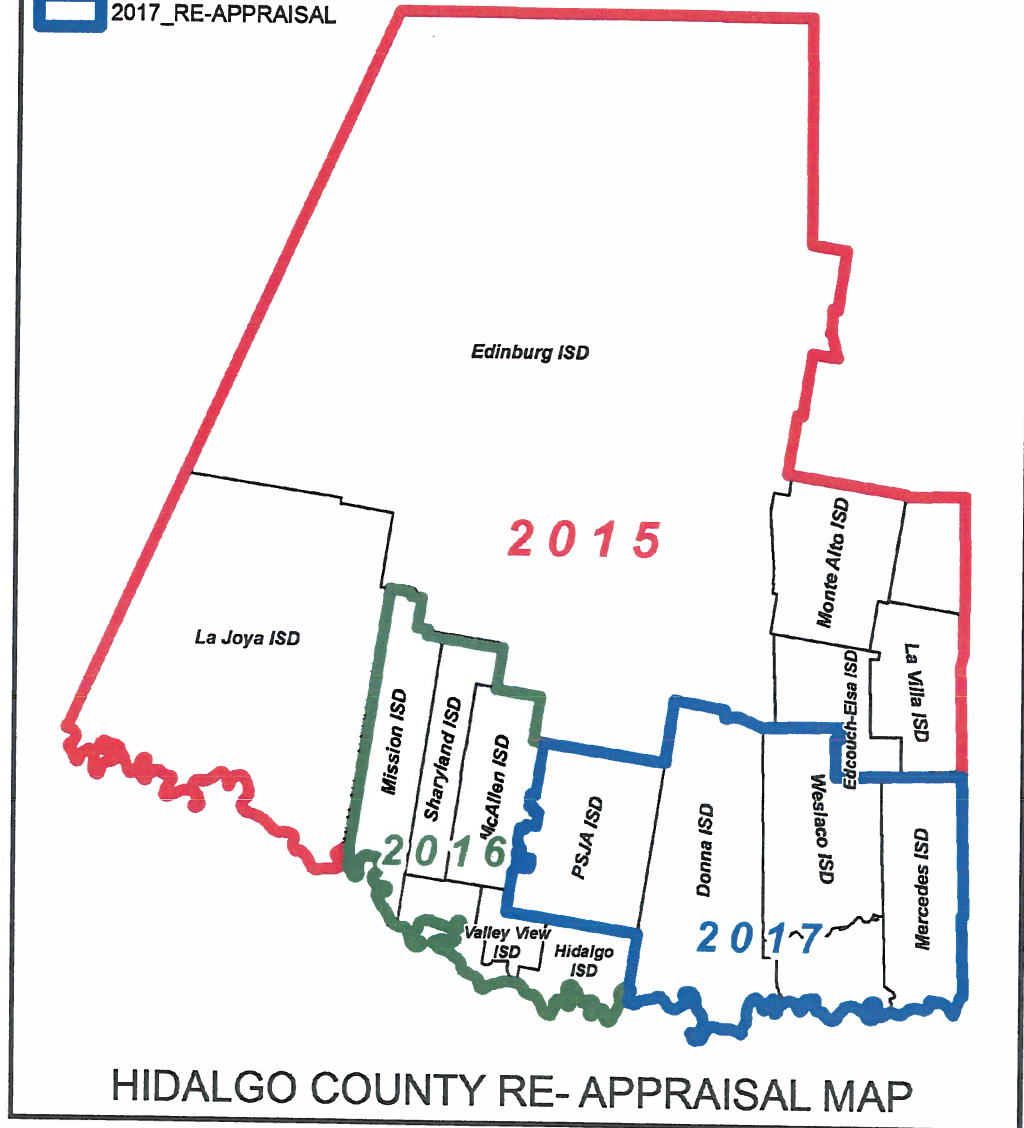 2017_RE-APPRAISAL
Edinburg ISD
2015
Monte Alto ISD
La Joya ISD
La Villa ISD
Edcouch-Elsa ISD
Mission ISD
Sharyland ISD
McAllen ISD
2016
PSJA ISD
Donna ISD
Weslaco ISD
Mercedes ISD
2017
Valley View
ISD
Hidalgo
ISD
HIDALGO COUNTY RE- APPRAISAL MAP